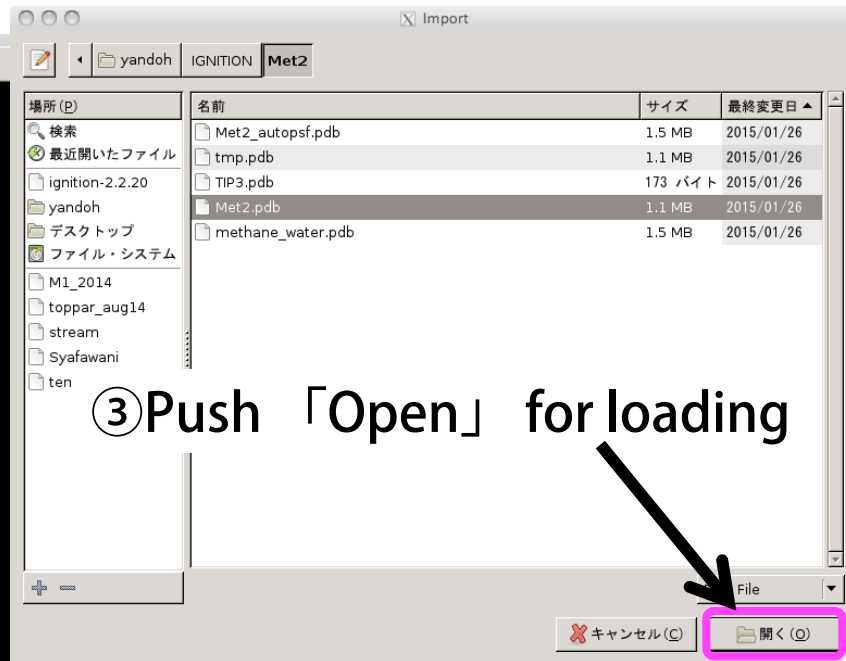 Import
yandoh IGNITION Met2
場所(P) 名前 サイズ 最終変更日
検索 Met2_autopsf.pdb 1.5 MB 2015/01/26
最近開いたファイル tmp.pdb 1.1 MB 2015/01/26
ignition-2.2.20 TIP3.pdb 173 バイト 2015/01/26
yandoh Met2.pdb 1.1 MB 2015/01/26
デスクトップ methane_water.pdb 1.5 MB 2015/01/26
ファイル・システム
M1_2014
toppar_aug14
stream
Syafawani
ten
③Push 「Open」 for loading
File
キャンセル(C) 開く(O)